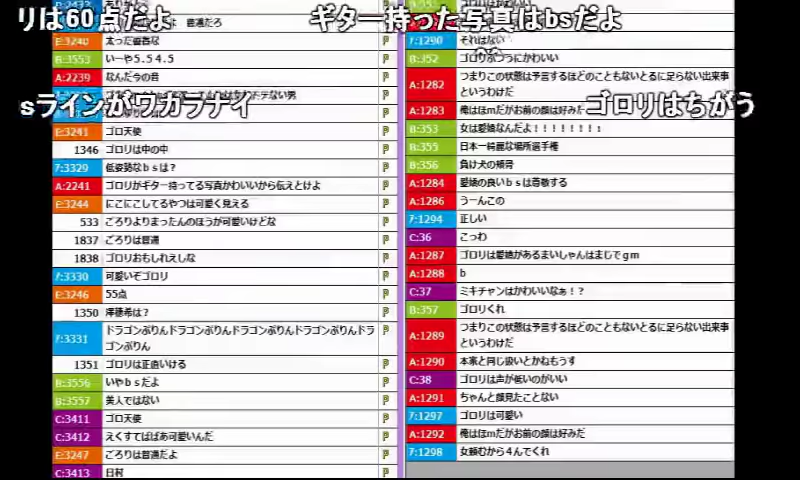 リは60点だよ
ギター持った写真はbsだよ
sラインがワカラナイ
ゴロリはちがう
E:3240 太った姫香な
B:3553 いーや5.5 4.5
A:2239 なんだ今の音
E:3241 ゴロ天使
1346 ゴロリは中の中
7:3329 低姿勢なbsは?
A:2241 ゴロリがギター持ってる写真かわいいから伝えとけよ
E:3244 にこにこしてるやつは可愛く見える
533 ごろりよりまったんのほうが可愛いけどな
1837 ごろりは普通
1838 ゴロリおもしれえしな
7:3330 可愛いぞゴロリ
E:3246 55点
1350 澤穂希は?
7:3331 ドラゴンぷりんドラゴンぷりんドラゴンぷりんドラ
ゴンぷりん
1351 ゴロリは正直いける
B:3556 いやbsだよ
B:3557 美人ではない
C:3411 ゴロ天使
C:3412 えくすてばばあ可愛いんだ
E:3247 ごろりは普通だよ
C:3413 日村
7:1290 それはない
B:352 ゴロリふつうにかわいい
A:1282 つまりこの状態は予言するほどのこともないとるに足らない出来事
というわけだ
A:1283 俺はほmだがお前の顔は好みだ
B:353 女は愛嬌なんだよ!!!!!!!!
B:355 日本一綺麗な場所選手権
B:356 負け犬の傾骨
A:1284 愛嬌の良いbsは尊敬する
A:1286 うーんこの
7:1294 正しい
C:36 こっわ
A:1287 ゴロリは愛嬌があるまいしゃんはまじでgm
A:1288 b
C:37 ミキチャンはかわいいなぁ!?
B:357 ゴロリくれ
A:1289 つまりこの状態は予言するほどのこともないとるに足らない出来事
というわけだ
A:1290 本家と同じ扱いとかねもうす
C:38 ゴロリは声が低いのがいい
A:1291 ちゃんと顔見たことない
7:1297 ゴロリは可愛い
A:1292 俺はほmだがお前の顔は好みだ
7:1298 女頼むから4んでくれ